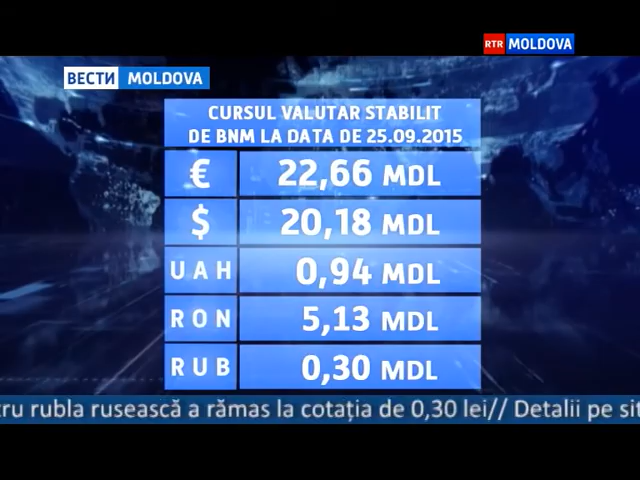 RTR MOLDOVA
ВЕСТИ MOLDOVA
CURSUL VALUTAR STABILIT
DE BNM LA DATA DE 25.09.2015
€ 22,66 MDL
$ 20,18 MDL
UAH 0,94 MDL
RON 5,13 MDL
RUB 0,30 MDL
tru rubla rusească a rămas la cotația de 0,30 lei// Detalii pe sit